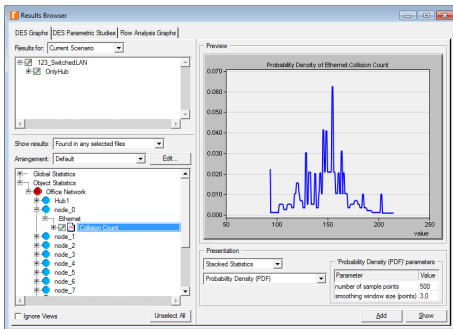 Results Browser
DES Graphs DES Parametric Studies Flow Analysis Graphs
Results for: Current Scenario
123_SwitchedLAN
OnlyHub
Show results: Found in any selected files
Arrangement: Default Edit...
Global Statistics
Object Statistics
Office Network
Hub1
node_0
Ethernet
Collision Count
node_1
node_2
node_3
node_4
node_5
node_6
node_7
Ignore Views Unselect All
Preview
Probability Density of Ethernet.Collision Count
0.070
0.060
0.050
0.040
0.030
0.020
0.010
0.000
50 100 150 200 250
value
Presentation
Stacked Statistics
Probability Density (PDF)
'Probability Density (PDF)' parameters
Parameter Value
number of sample points 500
smoothing window size (points) 3.0
Add Show